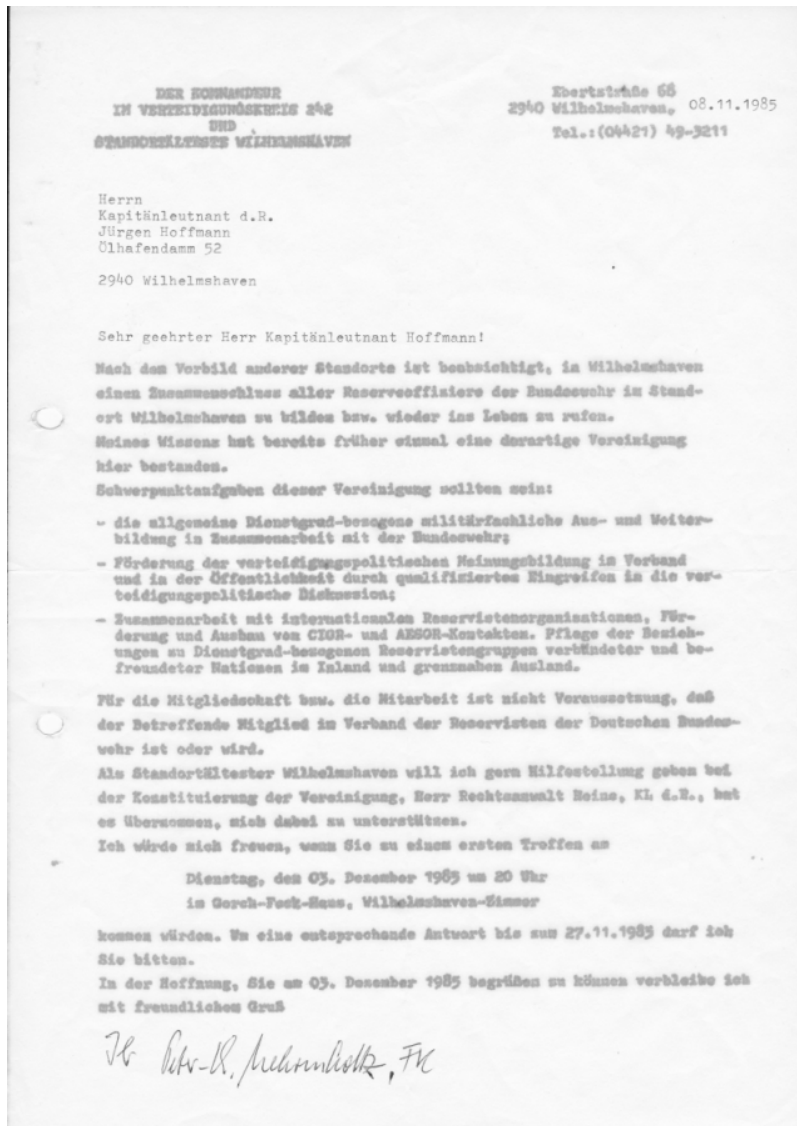 DER KOMMANDEUR
IM VERTEIDIGUNGSKREIS 242
UND
STANDORTÄLTESTE WILHELMSHAVEN
Ebertstraße 68
2940 Wilhelmshaven, 08.11.1985
Tel.: (04421) 49-3211
Herrn
Kapitänleutnant d.R.
Jürgen Hoffmann
Ölhafendamm 52
2940 Wilhelmshaven
Sehr geehrter Herr Kapitänleutnant Hoffmann!
Nach dem Vorbild anderer Standorte ist beabsichtigt, in Wilhelmshaven
einen Zusammenschluss aller Reserveoffiziere der Bundeswehr im Stand-
ort Wilhelmshaven zu bilden bzw. wieder ins Leben zu rufen.
Meines Wissens hat bereits früher einmal eine derartige Vereinigung
hier bestanden.
Schwerpunktaufgaben dieser Vereinigung sollten sein:
- die allgemeine Dienstgrad-bezogene militärfachliche Aus- und Weiter-
bildung in Zusammenarbeit mit der Bundeswehr;
- Förderung der verteidigungspolitischen Meinungsbildung im Verband
und in der Öffentlichkeit durch qualifiziertes Eingreifen in die ver-
teidigungspolitische Diskussion;
- Zusammenarbeit mit internationalen Reservistenorganisationen, För-
derung und Ausbau von CIOR- und AESOR-Kontakten. Pflege der Bezieh-
ungen zu Dienstgrad-bezogenen Reservistengruppen verbündeter und be-
freundeter Nationen im Inland und grenznahen Ausland.
Für die Mitgliedschaft bzw. die Mitarbeit ist nicht Voraussetzung, daß
der Betreffende Mitglied im Verband der Reservisten der Deutschen Bundes-
wehr ist oder wird.
Als Standortältester Wilhelmshaven will ich gern Hilfestellung geben bei
der Konstituierung der Vereinigung, Herr Rechtsanwalt Heins, KL d.R., hat
es übernommen, mich dabei zu unterstützen.
Ich würde mich freuen, wenn Sie zu einem ersten Treffen am
Dienstag, den 03. Dezember 1985 um 20 Uhr
im Gorch-Fock-Haus, Wilhelmshaven-Zimmer
kommen würden. Um eine entsprechende Antwort bis zum 27.11.1985 darf ich
Sie bitten.
In der Hoffnung, Sie am 03. Dezember 1985 begrüßen zu können verbleibe ich
mit freundlichem Gruß
Ihr Peter-K. , FK